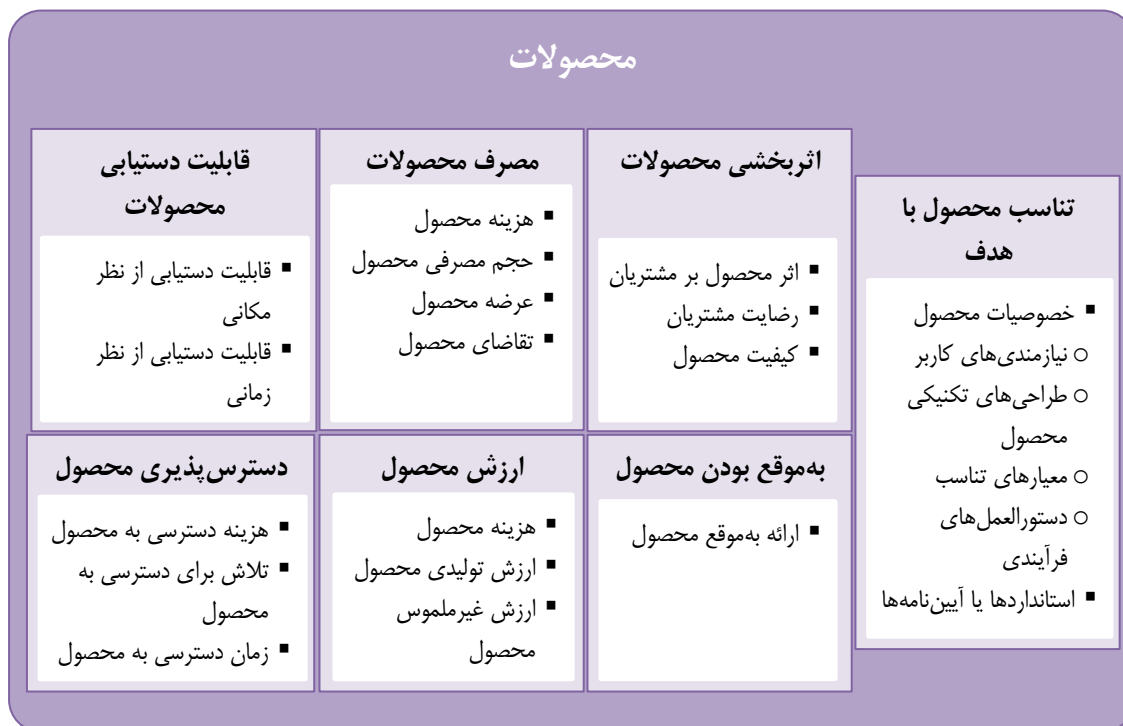 محصولات
تناسب محصول با
هدف
▪ خصوصیات محصول
○ نیازمندی‌های کاربر
○ طراحی‌های تکنیکی
محصول
○ معیارهای تناسب
○ دستورالعمل‌های
فرآیندی
▪ استانداردها یا آیین‌نامه‌ها
اثربخشی محصولات
▪ اثر محصول بر مشتریان
▪ رضایت مشتریان
▪ کیفیت محصول
مصرف محصولات
▪ هزینه محصول
▪ حجم مصرفی محصول
▪ عرضه محصول
▪ تقاضای محصول
قابلیت دستیابی
محصولات
▪ قابلیت دستیابی از نظر
مکانی
▪ قابلیت دستیابی از نظر
زمانی
به‌موقع بودن محصول
▪ ارائه به‌موقع محصول
ارزش محصول
▪ هزینه محصول
▪ ارزش تولیدی محصول
▪ ارزش غیرملموس
محصول
دسترس‌پذیری محصول
▪ هزینه دسترسی به محصول
▪ تلاش برای دسترسی به
محصول
▪ زمان دسترسی به محصول